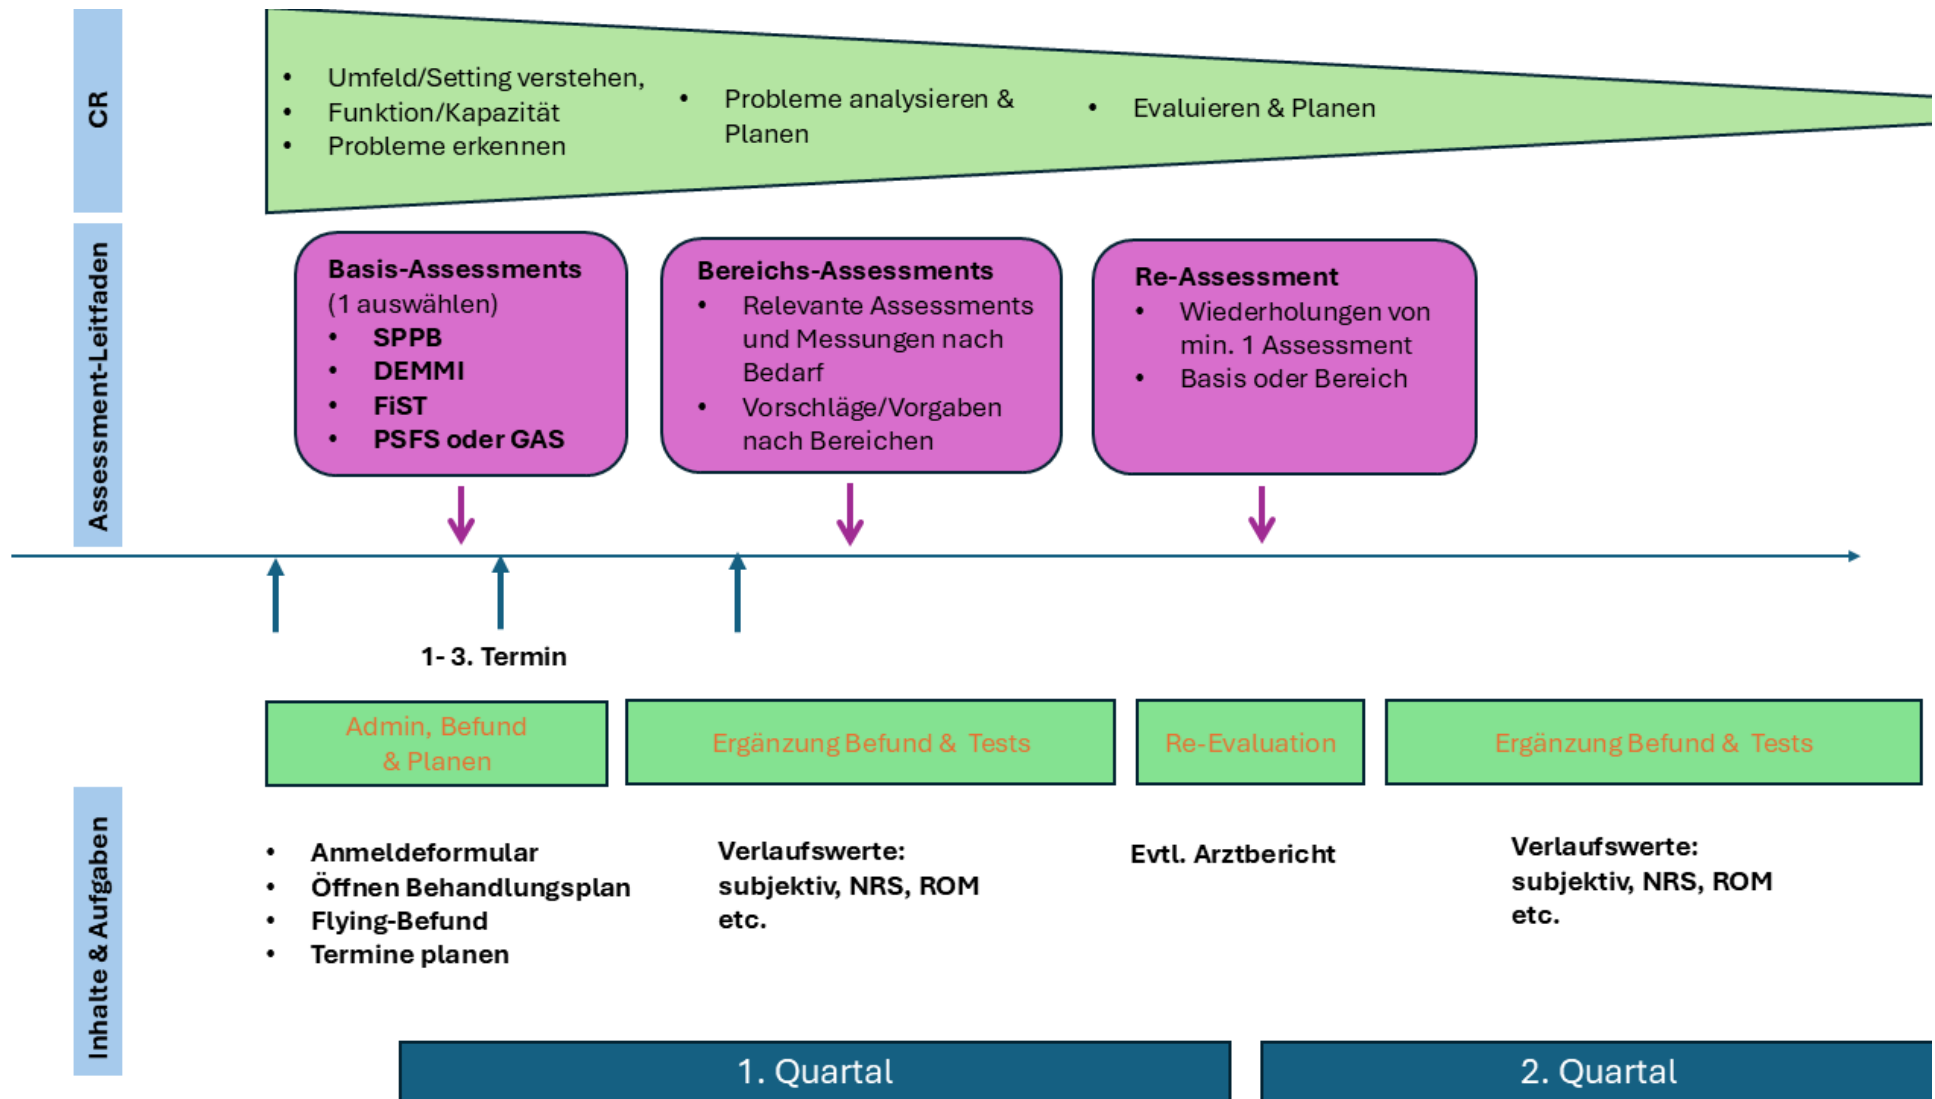 CR
• Umfeld/Setting verstehen,
• Funktion/Kapazität
• Probleme erkennen
• Probleme analysieren &
Planen
• Evaluieren & Planen
Assessment-Leitfaden
Basis-Assessments
(1 auswählen)
• SPPB
• DEMMI
• FiST
• PSFS oder GAS
Bereichs-Assessments
• Relevante Assessments
und Messungen nach
Bedarf
• Vorschläge/Vorgaben
nach Bereichen
Re-Assessment
• Wiederholungen von
min. 1 Assessment
• Basis oder Bereich
1- 3. Termin
Admin, Befund
& Planen
Ergänzung Befund & Tests
Re-Evaluation
Ergänzung Befund & Tests
Inhalte & Aufgaben
• Anmeldeformular
• Öffnen Behandlungsplan
• Flying-Befund
• Termine planen
Verlaufswerte:
subjektiv, NRS, ROM
etc.
Evtl. Arztbericht
Verlaufswerte:
subjektiv, NRS, ROM
etc.
1. Quartal
2. Quartal